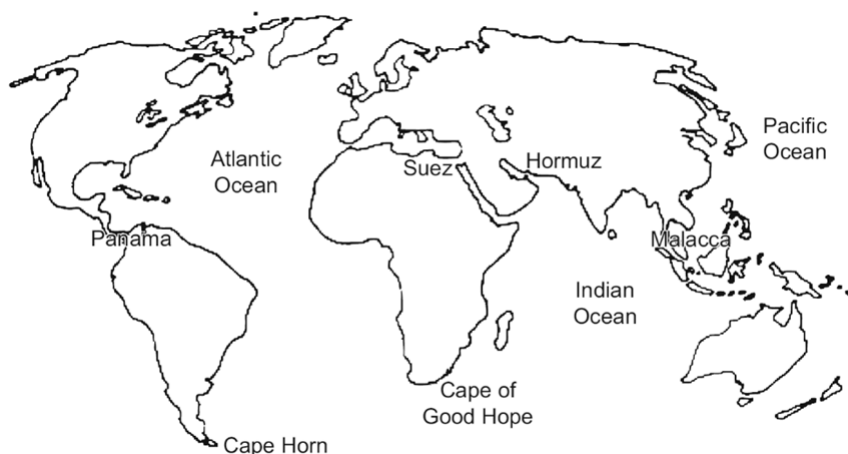 Pacific
Ocean
Atlantic
Ocean
Suez
Hormuz
Panama
Malacca
Indian
Ocean
Cape of
Good Hope
Cape Horn